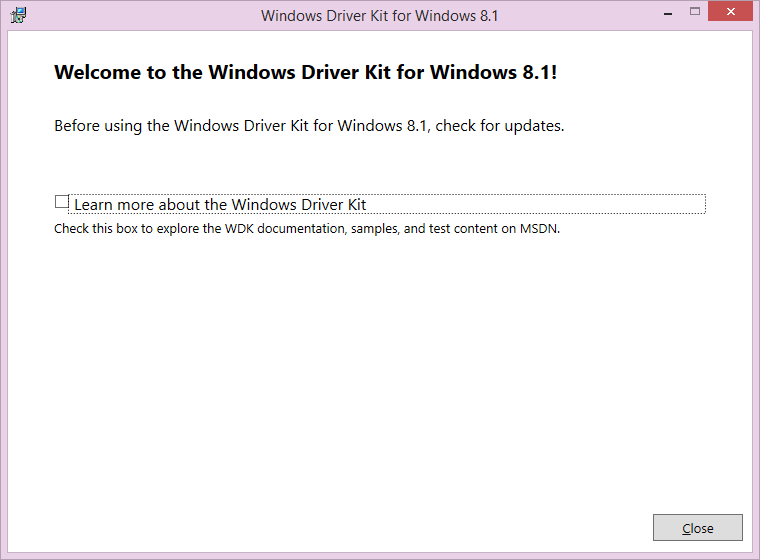 Windows Driver Kit for Windows 8.1
Welcome to the Windows Driver Kit for Windows 8.1!
Before using the Windows Driver Kit for Windows 8.1, check for updates.
Learn more about the Windows Driver Kit
Check this box to explore the WDK documentation, samples, and test content on MSDN.
Close